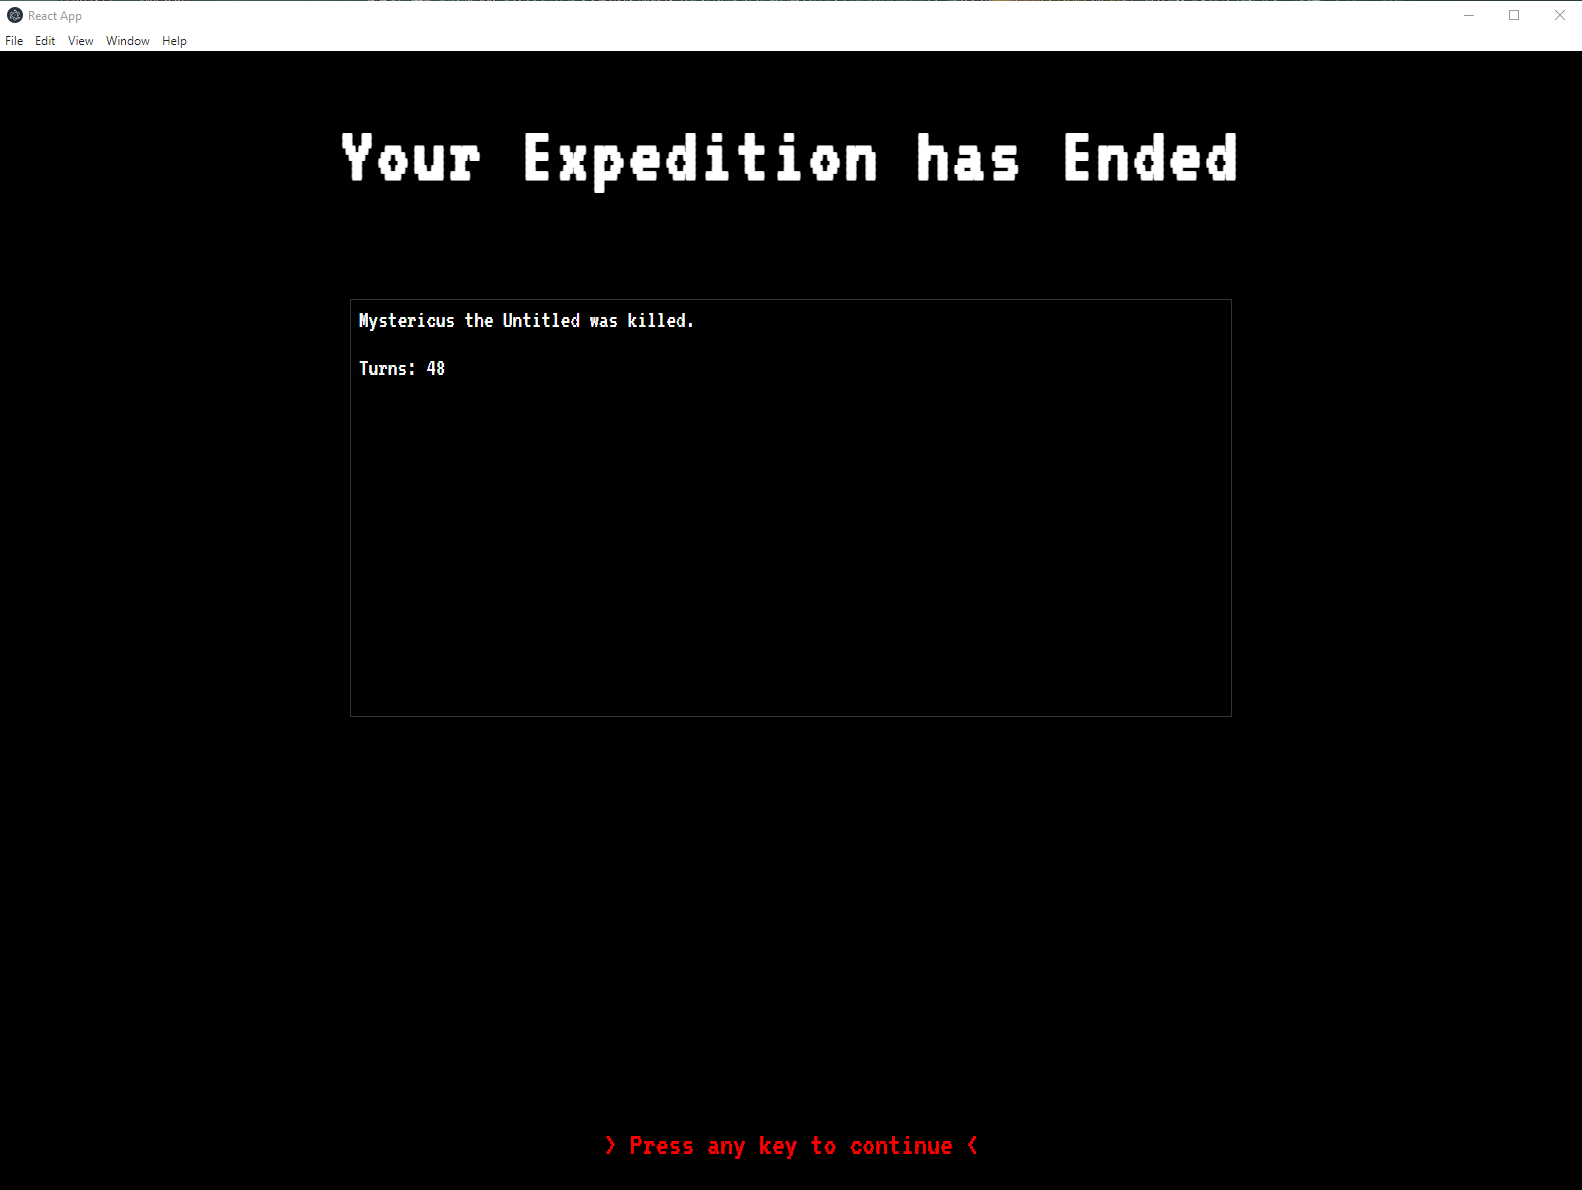 React App
File Edit View Window Help
Your Expedition has Ended
Mystericus the Untitled was killed.
Turns: 48
> Press any key to continue <